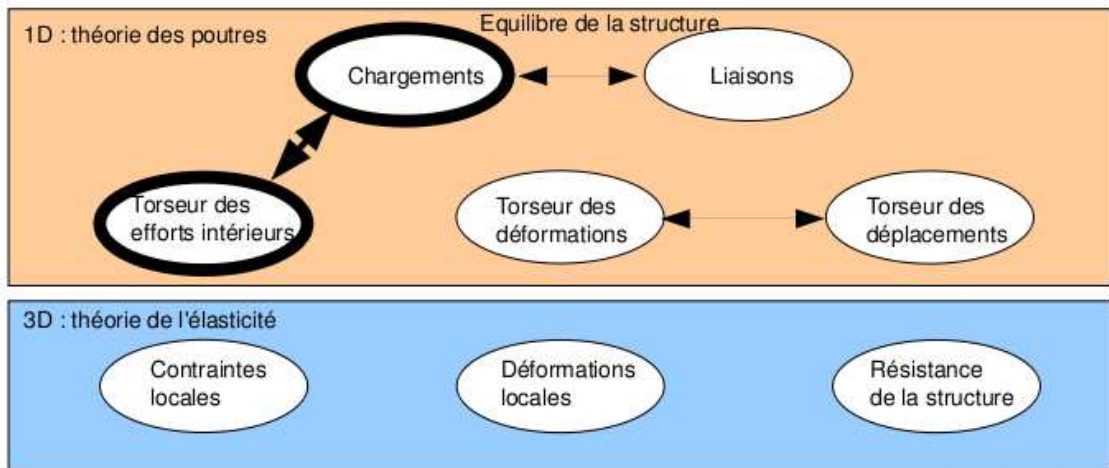 Equilibre de la structure
1D : théorie des poutres
Chargements
Liaisons
Torseur des
efforts intérieurs
Torseur des
déformations
Torseur des
déplacements
3D : théorie de l'élasticité
Contraintes
locales
Déformations
locales
Résistance
de la structure